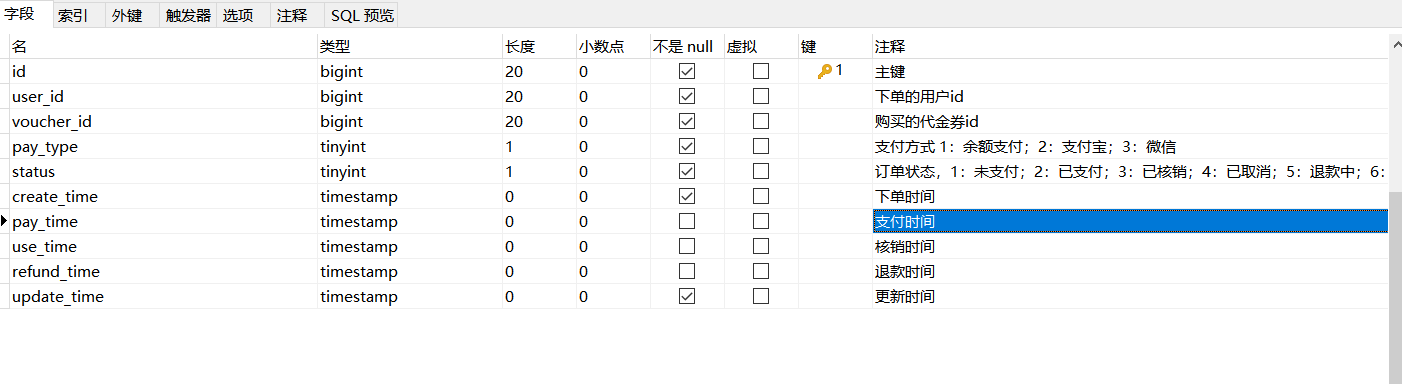 字段 索引 外键 触发器 选项 注释 SQL 预览
名 类型 长度 小数点 不是 null 虚拟 键 注释
id bigint 20 0 1 主键
user_id bigint 20 0 下单的用户id
voucher_id bigint 20 0 购买的代金券id
pay_type tinyint 1 0 支付方式 1：余额支付；2：支付宝；3：微信
status tinyint 1 0 订单状态，1：未支付；2：已支付；3：已核销；4：已取消；5：退款中；6：
create_time timestamp 0 0 下单时间
pay_time timestamp 0 0 支付时间
use_time timestamp 0 0 核销时间
refund_time timestamp 0 0 退款时间
update_time timestamp 0 0 更新时间